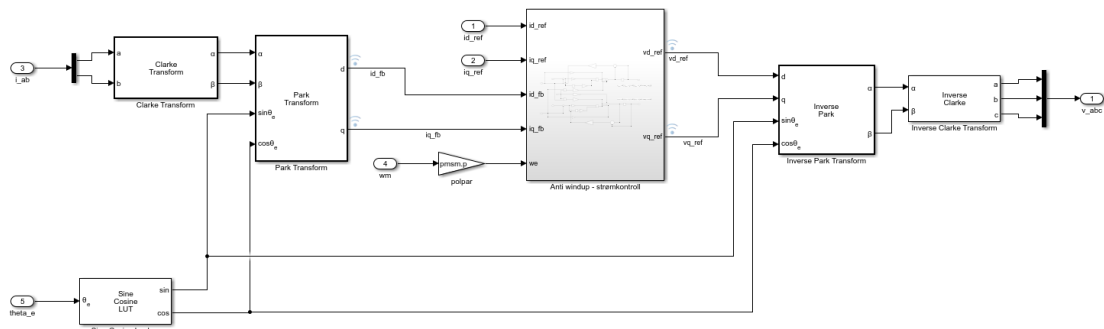 3
i_ab
a
b
Clarke
Transform
α
β
Clarke Transform
α
β
sinθe
cosθe
Park
Transform
d
q
Park Transform
id_fb
iq_fb
1
id_ref
2
iq_ref
4
wm
pmsm.p
polpar
id_ref
iq_ref
id_fb
iq_fb
we
vd_ref
vq_ref
Anti windup - strømkontroll
vd_ref
vq_ref
d
q
sinθe
cosθe
Inverse
Park
α
β
Inverse Park Transform
α
β
Inverse
Clarke
a
b
c
Inverse Clarke Transform
1
v_abc
5
theta_e
θe
Sine
Cosine
LUT
sin
cos